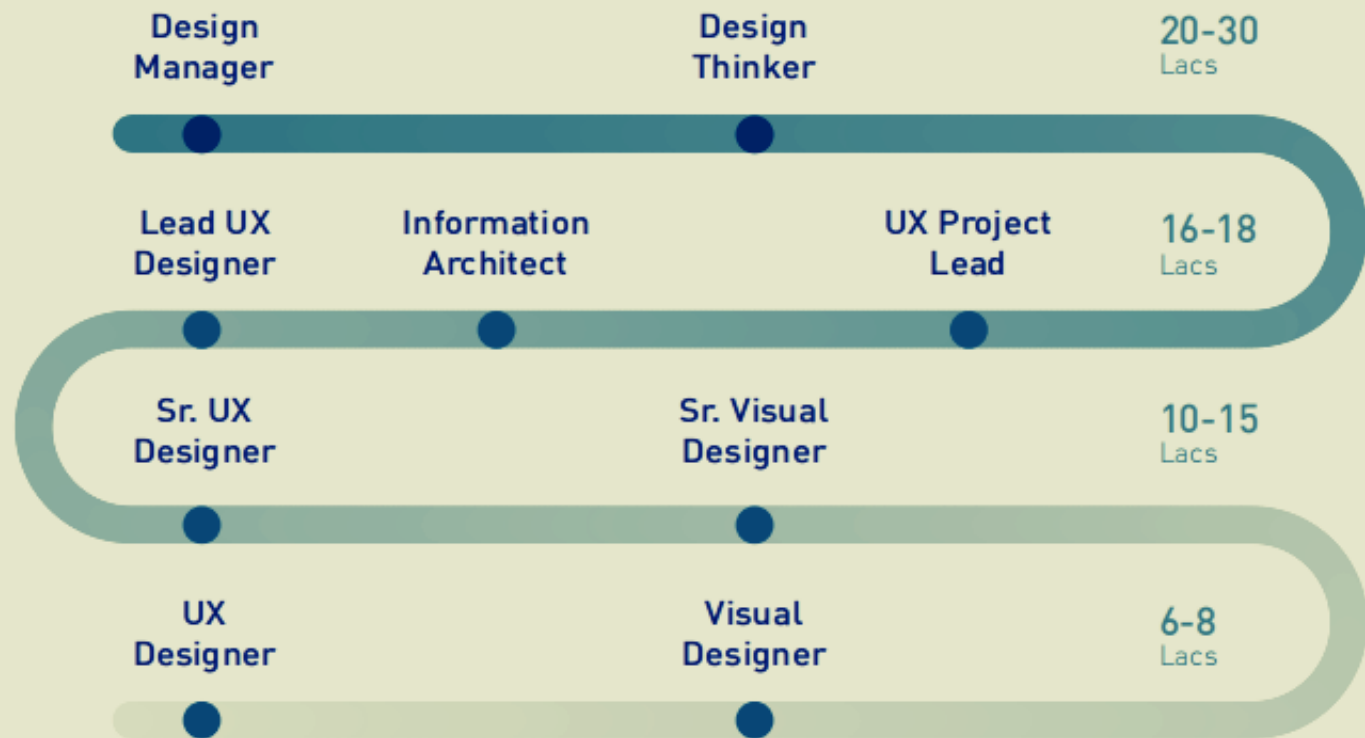 Design
Manager
Design
Thinker
20-30
Lacs
Lead UX
Designer
Information
Architect
UX Project
Lead
16-18
Lacs
Sr. UX
Designer
Sr. Visual
Designer
10-15
Lacs
UX
Designer
Visual
Designer
6-8
Lacs